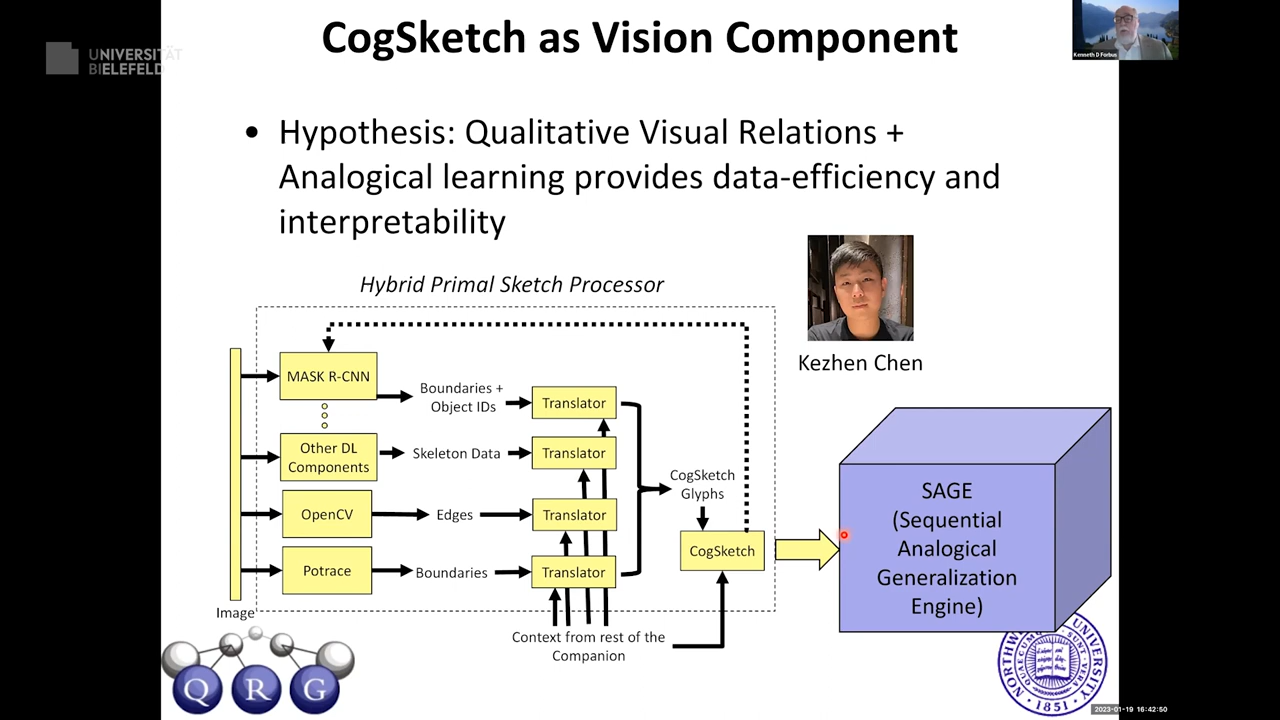 CogSketch as Vision Component
UNIVERSITÄT
BIELEFELD
Kenneth D Forbus
• Hypothesis: Qualitative Visual Relations +
Analogical learning provides data-efficiency and
interpretability
Hybrid Primal Sketch Processor
Kezhen Chen
MASK R-CNN
Boundaries +
Object IDs
Translator
Other DL
Components
Skeleton Data
Translator
OpenCV
Edges
Translator
Potrace
Boundaries
Translator
CogSketch
Glyphs
CogSketch
Image
Context from rest of the
Companion
SAGE
(Sequential
Analogical
Generalization
Engine)
QRG
1851
2023-01-19 16:42:50